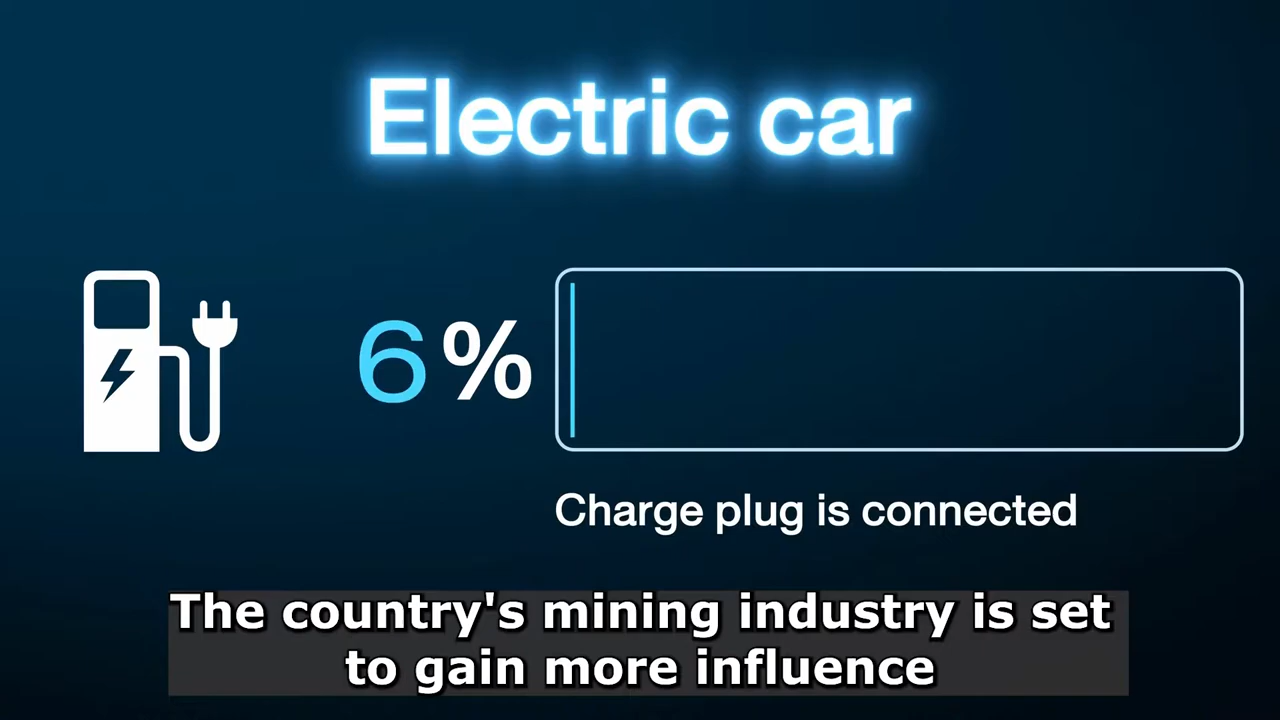 Electric car
6%
Charge plug is connected
The country's mining industry is set
to gain more influence